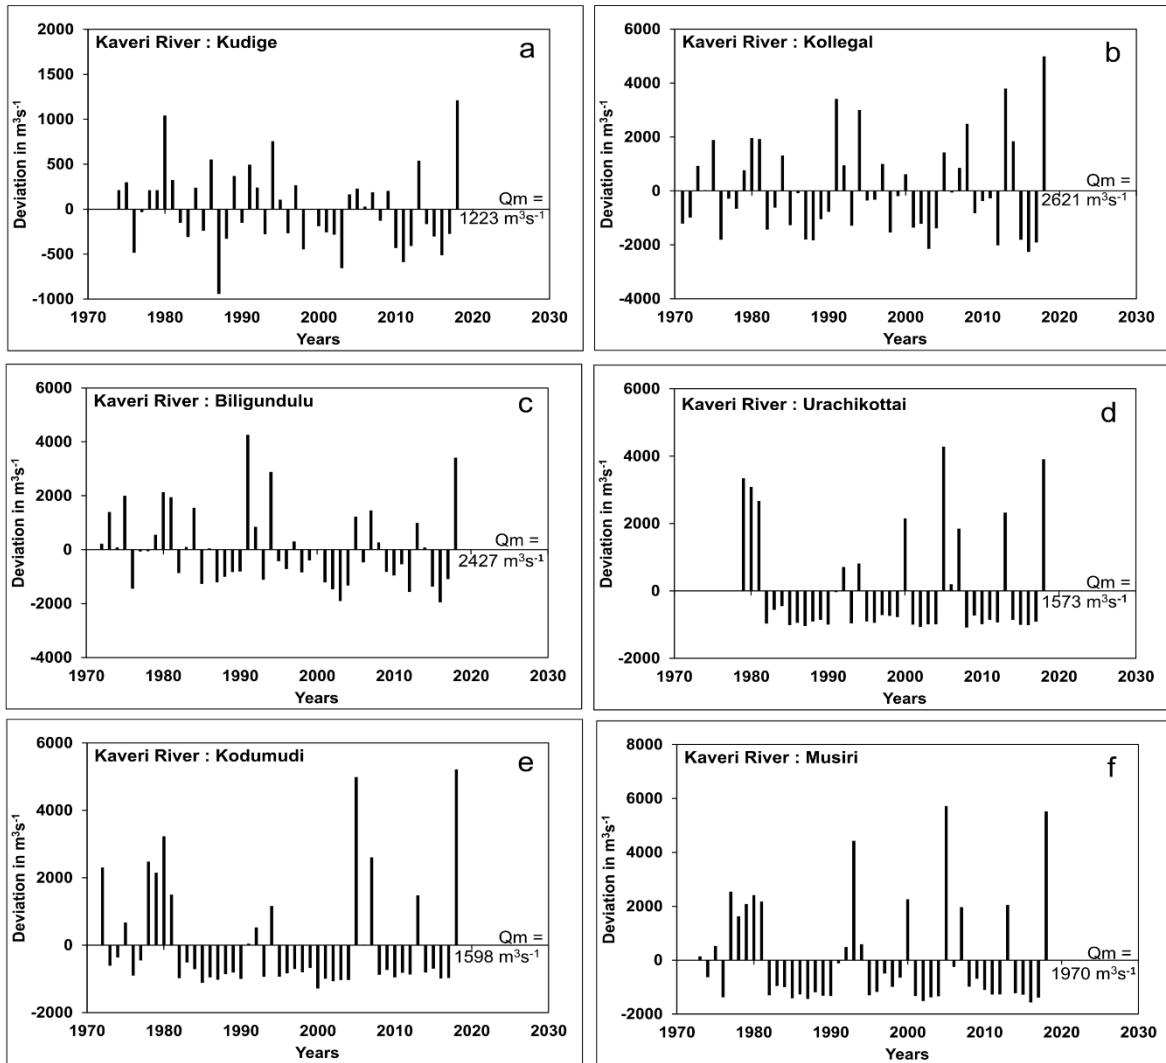 Kaveri River : Kudige
a
2000
1500
1000
500
0
-500
-1000
Deviation in m³s⁻¹
Qm =
1223 m³s⁻¹
1970 1980 1990 2000 2010 2020 2030
Years
Kaveri River : Kollegal
b
6000
4000
2000
0
-2000
-4000
Deviation in m³s⁻¹
Qm =
2621 m³s⁻¹
1970 1980 1990 2000 2010 2020 2030
Years
Kaveri River : Biligundulu
c
6000
4000
2000
0
-2000
-4000
Deviation in m³s⁻¹
Qm =
2427 m³s⁻¹
1970 1980 1990 2000 2010 2020 2030
Years
Kaveri River : Urachikottai
d
6000
4000
2000
0
-2000
Deviation in m³s⁻¹
Qm =
1573 m³s⁻¹
1970 1980 1990 2000 2010 2020 2030
Years
Kaveri River : Kodumudi
e
6000
4000
2000
0
-2000
Deviation in m³s⁻¹
Qm =
1598 m³s⁻¹
1970 1980 1990 2000 2010 2020 2030
Years
Kaveri River : Musiri
f
8000
6000
4000
2000
0
-2000
Deviation in m³s⁻¹
Qm =
1970 m³s⁻¹
1970 1980 1990 2000 2010 2020 2030
Years